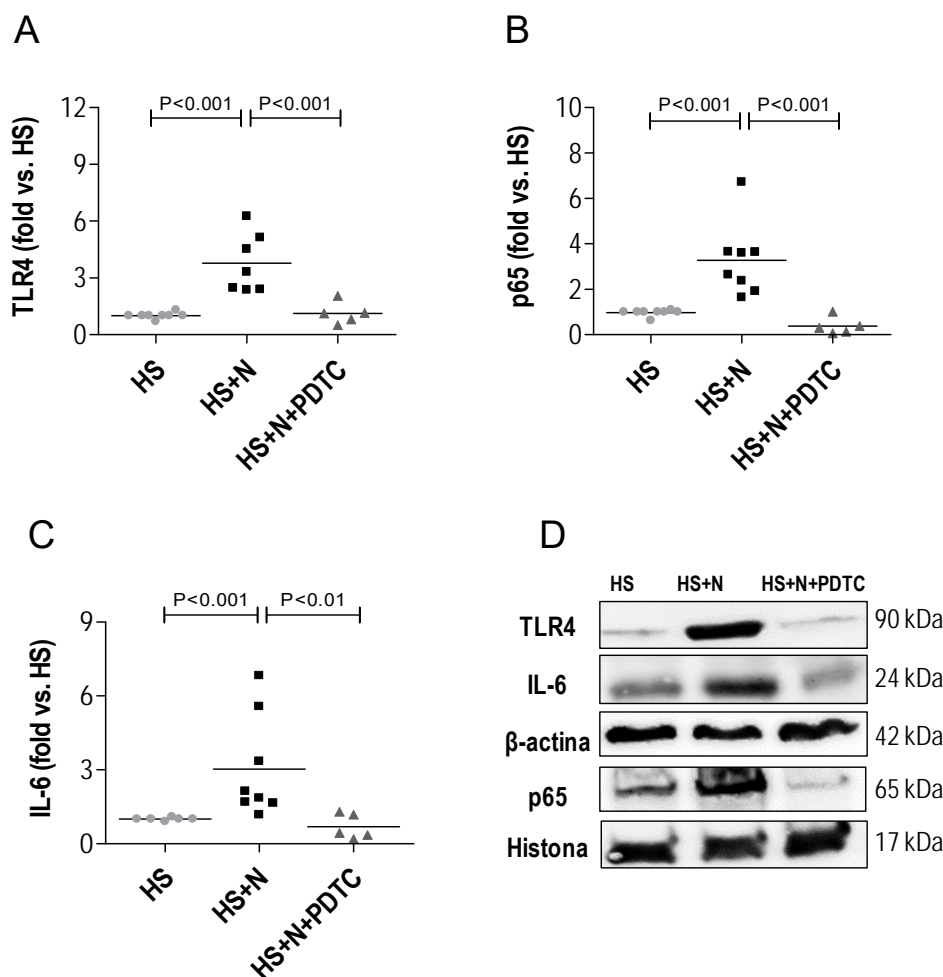 A
P<0.001 P<0.001
TLR4 (fold vs. HS)
12
9
6
3
0
HS
HS+N
HS+N+PDTC
B
P<0.001 P<0.001
p65 (fold vs. HS)
10
8
6
4
2
0
HS
HS+N
HS+N+PDTC
C
P<0.001 P<0.01
IL-6 (fold vs. HS)
9
6
3
0
HS
HS+N
HS+N+PDTC
D
HS HS+N HS+N+PDTC
TLR4 90 kDa
IL-6 24 kDa
β-actina 42 kDa
p65 65 kDa
Histona 17 kDa